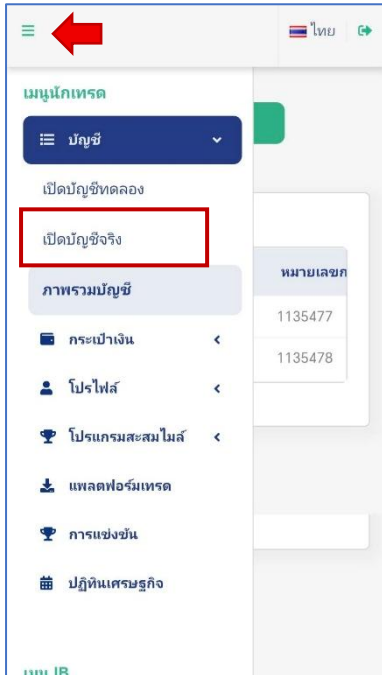 ไทย
เมนูนักเทรด
บัญชี
เปิดบัญชีทดลอง
เปิดบัญชีจริง
ภาพรวมบัญชี
หมายเลขก
1135477
กระเป๋าเงิน
1135478
โปรไฟล์
โปรแกรมสะสมไมล์
แพลตฟอร์มเทรด
การแข่งขัน
ปฏิทินเศรษฐกิจ
เมนู IB